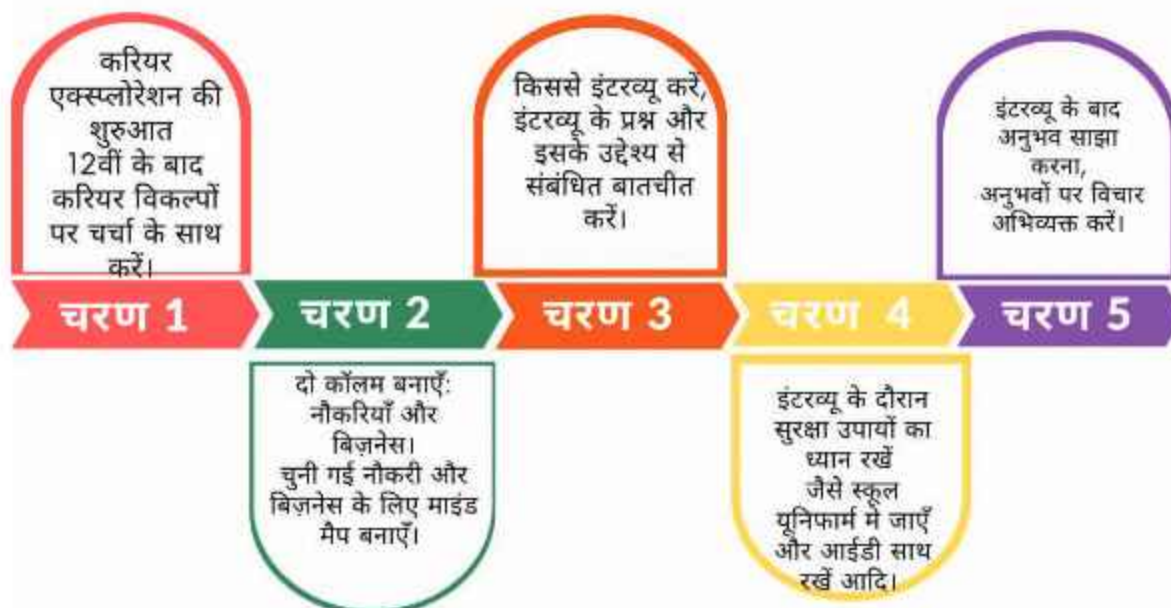 करियर
एक्स्प्लोरेशन की
शुरुआत
12वीं के बाद
करियर विकल्पों
पर चर्चा के साथ
करें।
चरण 1
चरण 2
दो कॉलम बनाएँ:
नौकरियाँ और
बिज़नेस।
चुनी गई नौकरी और
बिज़नेस के लिए माइंड
मैप बनाएँ।
किससे इंटरव्यू करें,
इंटरव्यू के प्रश्न और
इसके उद्देश्य से
संबंधित बातचीत
करें।
चरण 3
चरण 4
इंटरव्यू के दौरान
सुरक्षा उपायों का
ध्यान रखें
जैसे स्कूल
यूनिफार्म मे जाएँ
और आईडी साथ
रखें आदि।
इंटरव्यू के बाद
अनुभव साझा
करना,
अनुभवों पर विचार
अभिव्यक्त करें।
चरण 5